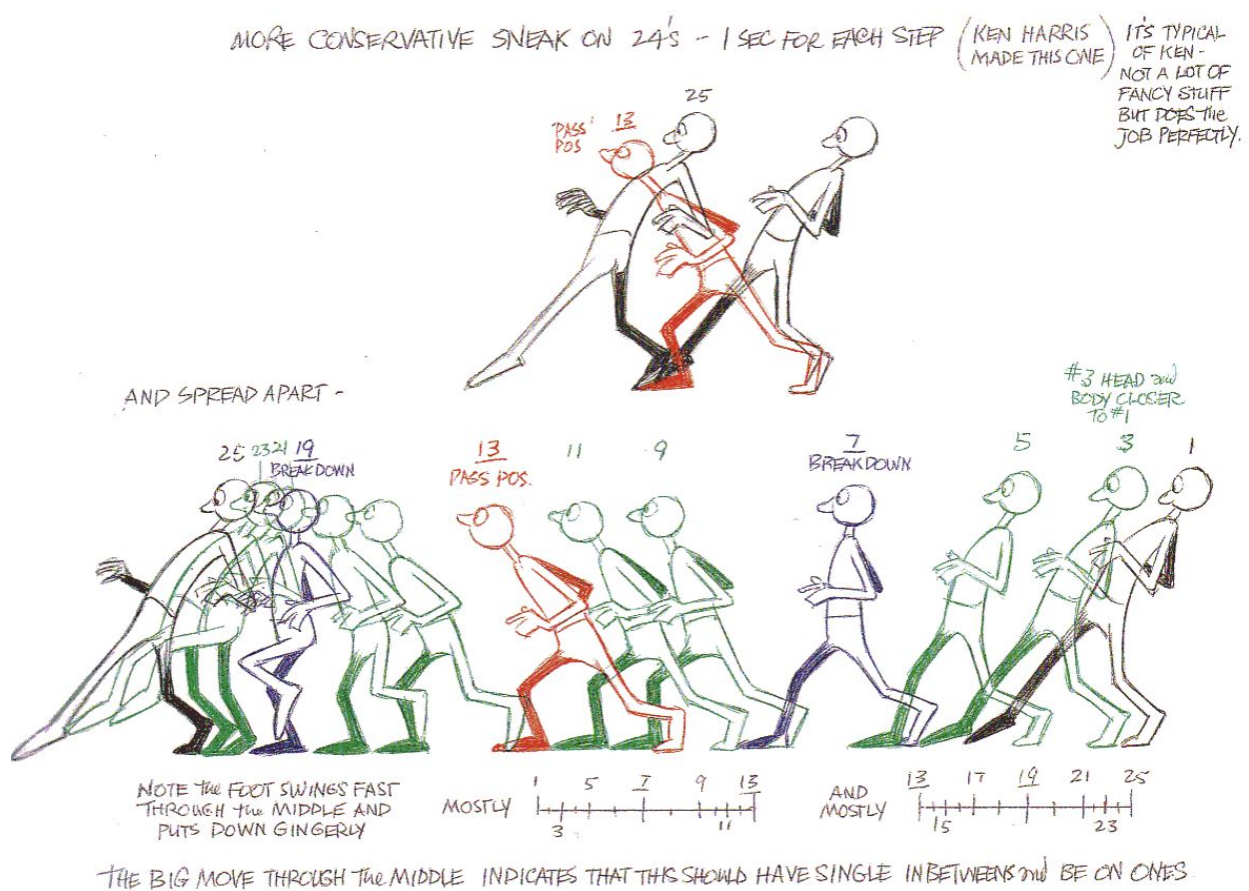 MORE CONSERVATIVE SNEAK ON 24's - 1 SEC FOR EACH STEP (KEN HARRIS MADE THIS ONE)
IT'S TYPICAL
OF KEN -
NOT A LOT OF
FANCY STUFF
BUT DOES the
JOB PERFECTLY.
25
'PASS' 13
POS
AND SPREAD APART -
#3 HEAD and
BODY CLOSER
TO #1
25 23 21 19 13 11 9 7 5 3 1
BREAKDOWN
PASS POS.
BREAKDOWN
NOTE the FOOT SWINGS FAST
THROUGH the MIDDLE AND
PUTS DOWN GINGERLY
MOSTLY
1 5 7 9 13
3 11
AND
MOSTLY
13 17 19 21 25
15 23
THE BIG MOVE THROUGH the MIDDLE INDICATES THAT THIS SHOULD HAVE SINGLE INBETWEENS and BE ON ONES